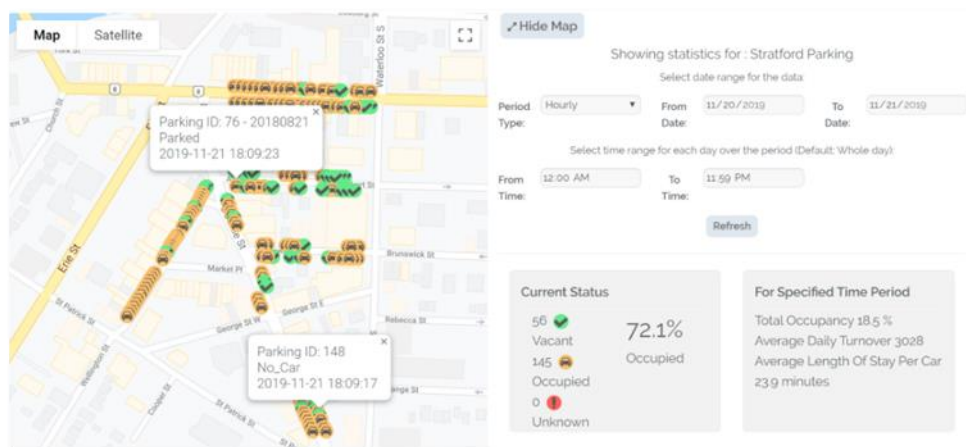 Map
Satellite
Waterloo St S
Church St
8
8
Parking ID: 76 - 20180821
Parked
2019-11-21 18:09:23
Erie St
Market Pl
Brunswick St
St Patrick St
George St W
George St E
Rebecca St
Wellington St
Cooper St
St Patrick St
Parking ID: 148
No_Car
2019-11-21 18:09:17
Hide Map
Showing statistics for : Stratford Parking
Select date range for the data:
Period Type:
Hourly
From Date:
11/20/2019
To Date:
11/21/2019
Select time range for each day over the period (Default: Whole day):
From Time:
12:00 AM
To Time:
11:59 PM
Refresh
Current Status
56
Vacant
145
Occupied
0
Unknown
72.1%
Occupied
For Specified Time Period
Total Occupancy 18.5 %
Average Daily Turnover 3028
Average Length Of Stay Per Car
23.9 minutes